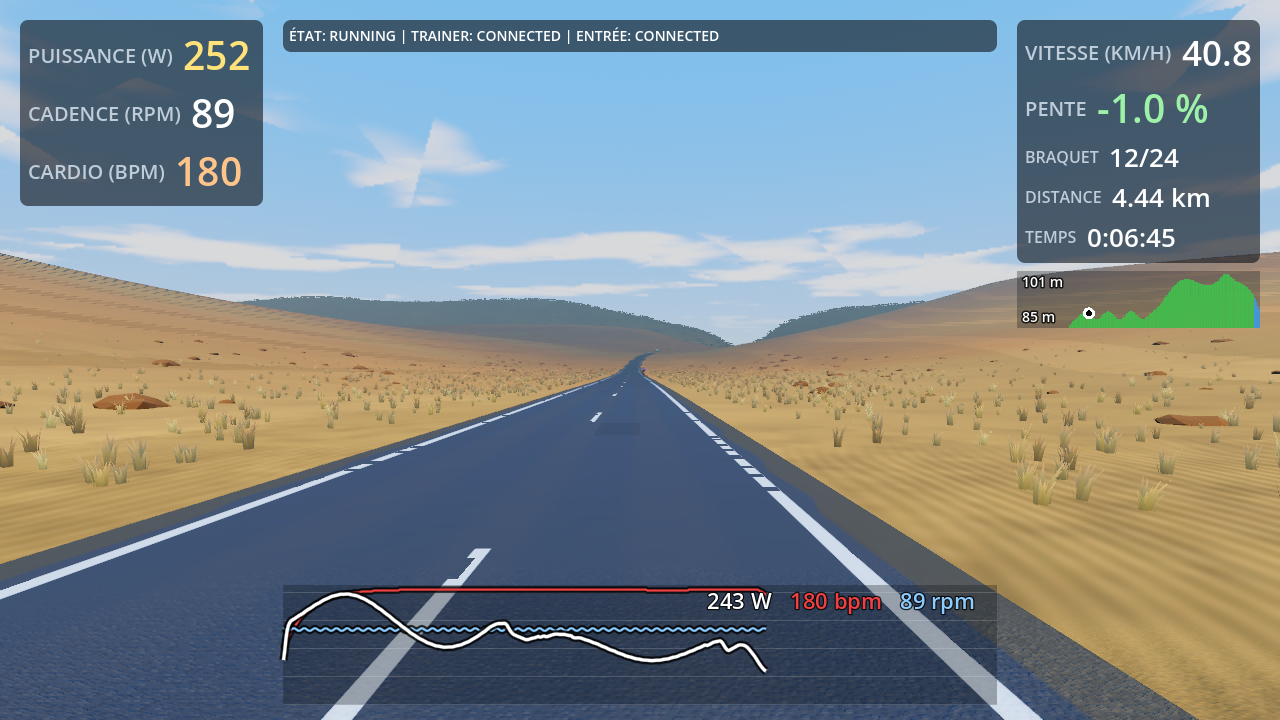 PUISSANCE (W) 252
CADENCE (RPM) 89
CARDIO (BPM) 180
ÉTAT: RUNNING | TRAINER: CONNECTED | ENTRÉE: CONNECTED
VITESSE (KM/H) 40.8
PENTE -1.0 %
BRAQUET 12/24
DISTANCE 4.44 km
TEMPS 0:06:45
101 m
85 m
243 W 180 bpm 89 rpm